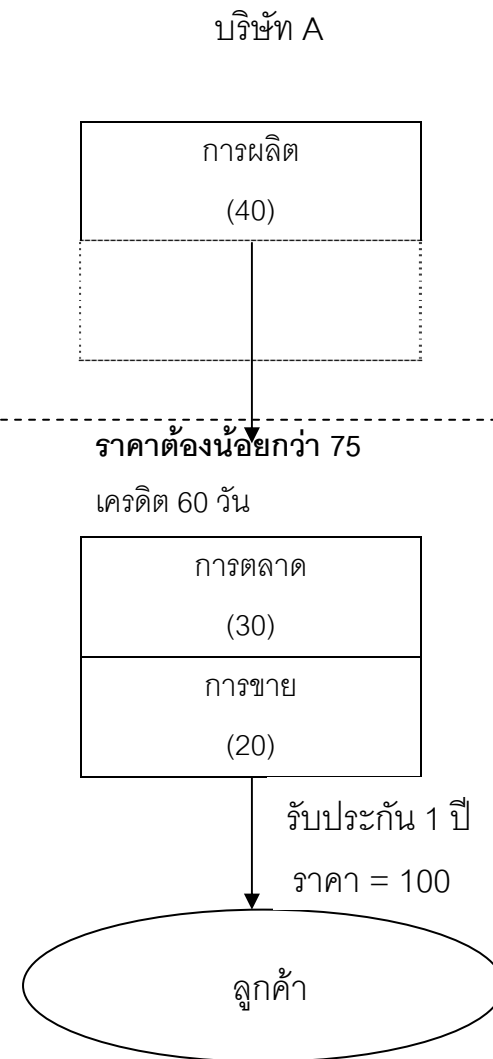 บริษัท A
การผลิต
(40)
ราคาต้องน้อยกว่า 75
เครดิต 60 วัน
การตลาด
(30)
การขาย
(20)
รับประกัน 1 ปี
ราคา = 100
ลูกค้า